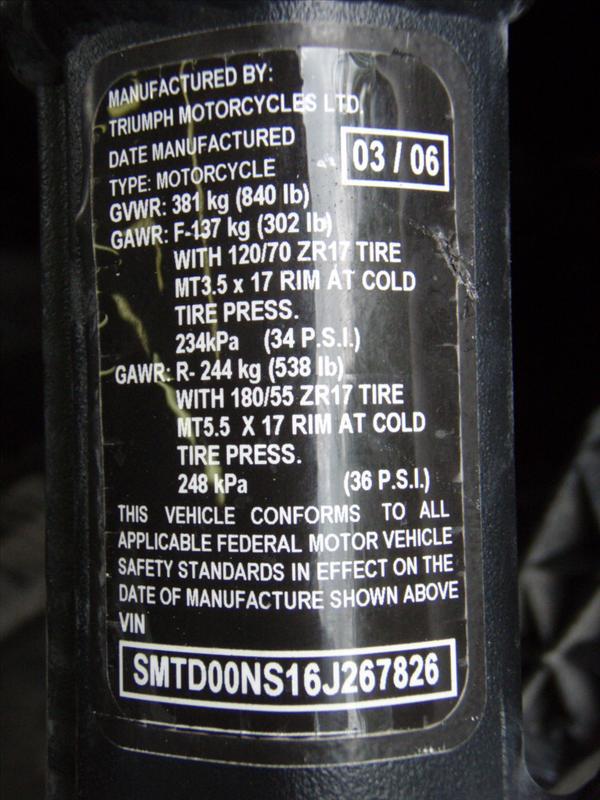 MANUFACTURED BY:
TRIUMPH MOTORCYCLES LTD.
DATE MANUFACTURED
03 / 06
TYPE: MOTORCYCLE
GVWR: 381 kg (840 lb)
GAWR: F-137 kg (302 lb)
WITH 120/70 ZR17 TIRE
MT3.5 x 17 RIM AT COLD
TIRE PRESS.
234kPa (34 P.S.I.)
GAWR: R- 244 kg (538 lb)
WITH 180/55 ZR17 TIRE
MT5.5 X 17 RIM AT COLD
TIRE PRESS.
248 kPa (36 P.S.I.)
THIS VEHICLE CONFORMS TO ALL
APPLICABLE FEDERAL MOTOR VEHICLE
SAFETY STANDARDS IN EFFECT ON THE
DATE OF MANUFACTURE SHOWN ABOVE
VIN
SMTD00NS16J267826